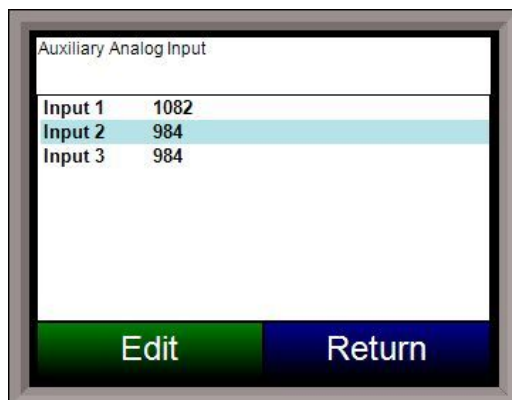 Auxiliary Analog Input
Input 1 1082
Input 2 984
Input 3 984
Edit Return